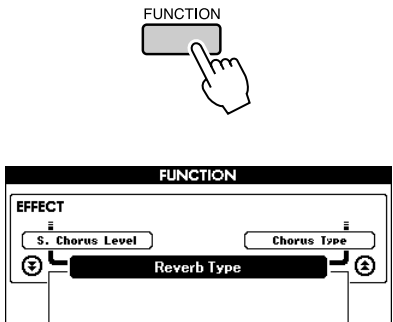 FUNCTION
FUNCTION
EFFECT
S. Chorus Level
Chorus Type
Reverb Type